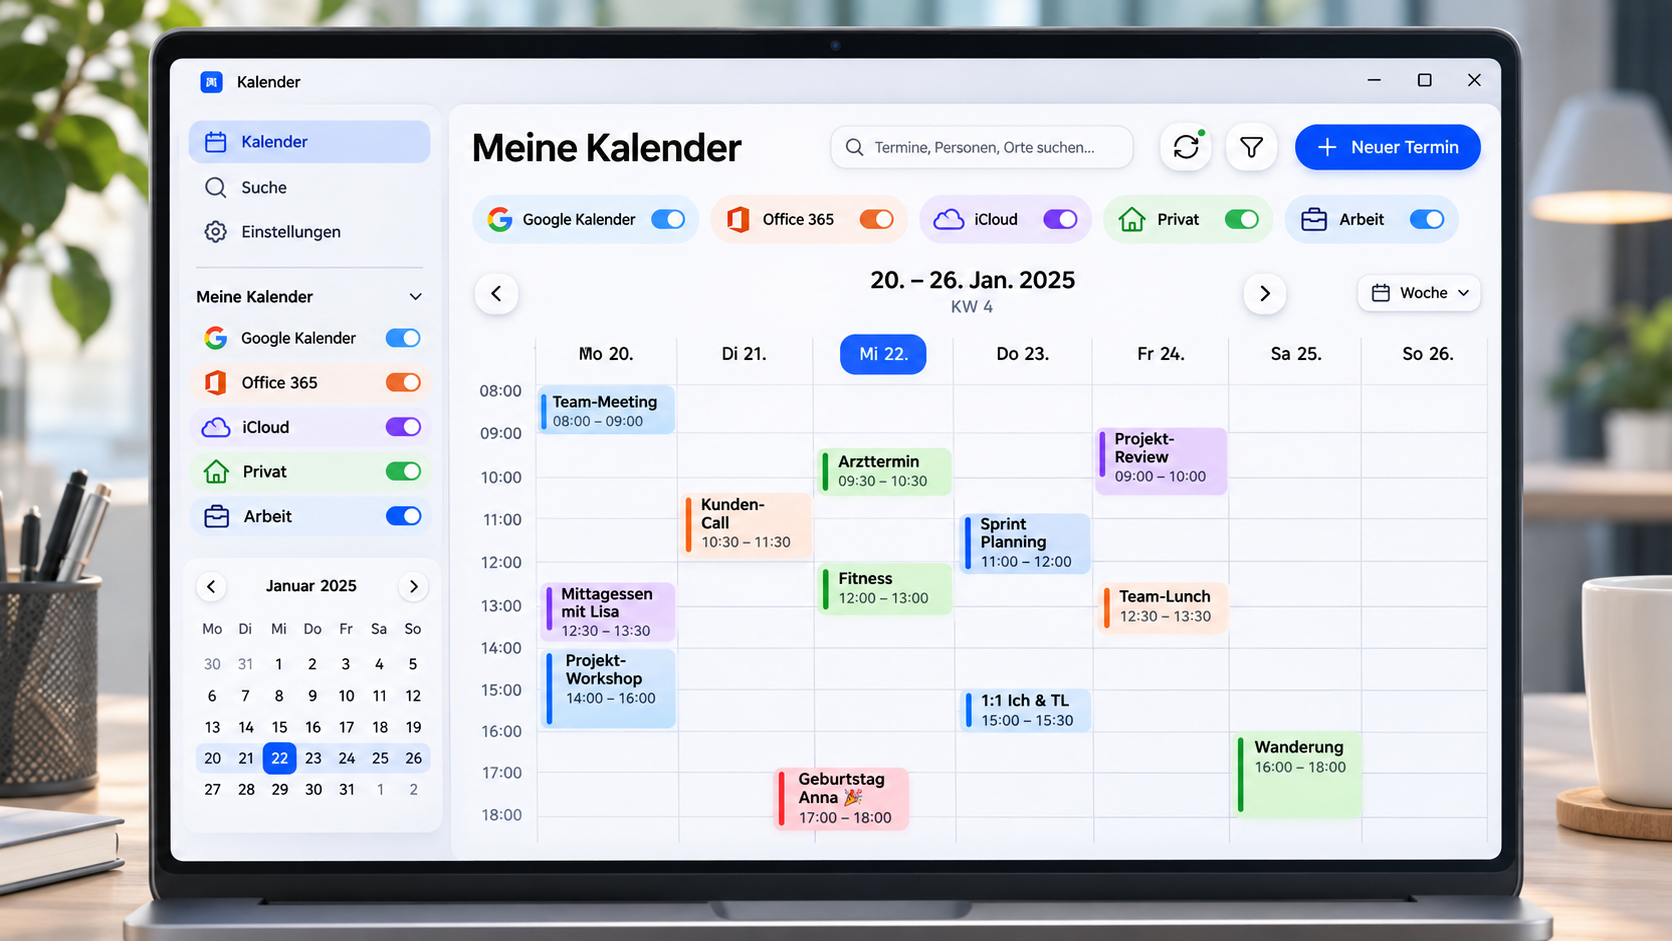 Kalender
Kalender
Suche
Einstellungen
Meine Kalender
Google Kalender
Office 365
iCloud
Privat
Arbeit
Januar 2025
Mo Di Mi Do Fr Sa So
30 31 1 2 3 4 5
6 7 8 9 10 11 12
13 14 15 16 17 18 19
20 21 22 23 24 25 26
27 28 29 30 31 1 2
Meine Kalender
Termine, Personen, Orte suchen...
Neuer Termin
Google Kalender
Office 365
iCloud
Privat
Arbeit
20. – 26. Jan. 2025
KW 4
Woche
Mo 20. Di 21. Mi 22. Do 23. Fr 24. Sa 25. So 26.
08:00
09:00
10:00
11:00
12:00
13:00
14:00
15:00
16:00
17:00
18:00
Team-Meeting
08:00 – 09:00
Mittagessen
mit Lisa
12:30 – 13:30
Projekt-
Workshop
14:00 – 16:00
Kunden-
Call
10:30 – 11:30
Geburtstag
Anna 🎉
17:00 – 18:00
Arzttermin
09:30 – 10:30
Fitness
12:00 – 13:00
Sprint
Planning
11:00 – 12:00
1:1 Ich & TL
15:00 – 15:30
Projekt-
Review
09:00 – 10:00
Team-Lunch
12:30 – 13:30
Wanderung
16:00 – 18:00